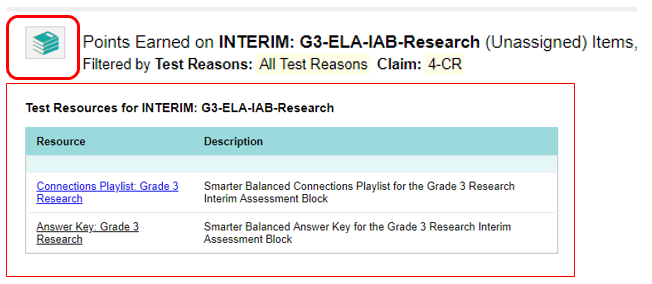 Points Earned on INTERIM: G3-ELA-IAB-Research (Unassigned) Items,
Filtered by Test Reasons: All Test Reasons Claim: 4-CR
Test Resources for INTERIM: G3-ELA-IAB-Research
Resource Description
Connections Playlist: Grade 3 Smarter Balanced Connections Playlist for the Grade 3 Research
Research Interim Assessment Block
Answer Key: Grade 3 Smarter Balanced Answer Key for the Grade 3 Research Interim
Research Assessment Block